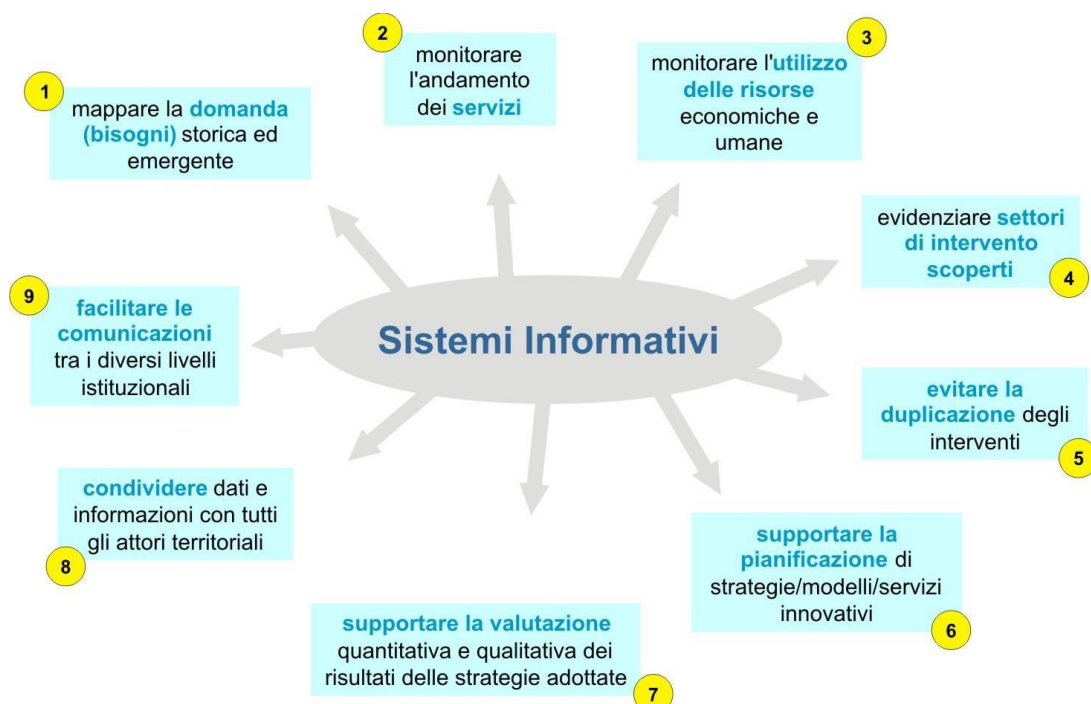 1
mappare la domanda
(bisogni) storica ed
emergente
2
monitorare
l'andamento
dei servizi
3
monitorare l'utilizzo
delle risorse
economiche e
umane
evidenziare settori
di intervento
scoperti
4
evitare la
duplicazione degli
interventi
5
supportare la
pianificazione di
strategie/modelli/servizi
innovativi
6
supportare la valutazione
quantitativa e qualitativa dei
risultati delle strategie adottate
7
condividere dati e
informazioni con tutti
gli attori territoriali
8
9
facilitare le
comunicazioni
tra i diversi livelli
istituzionali
Sistemi Informativi